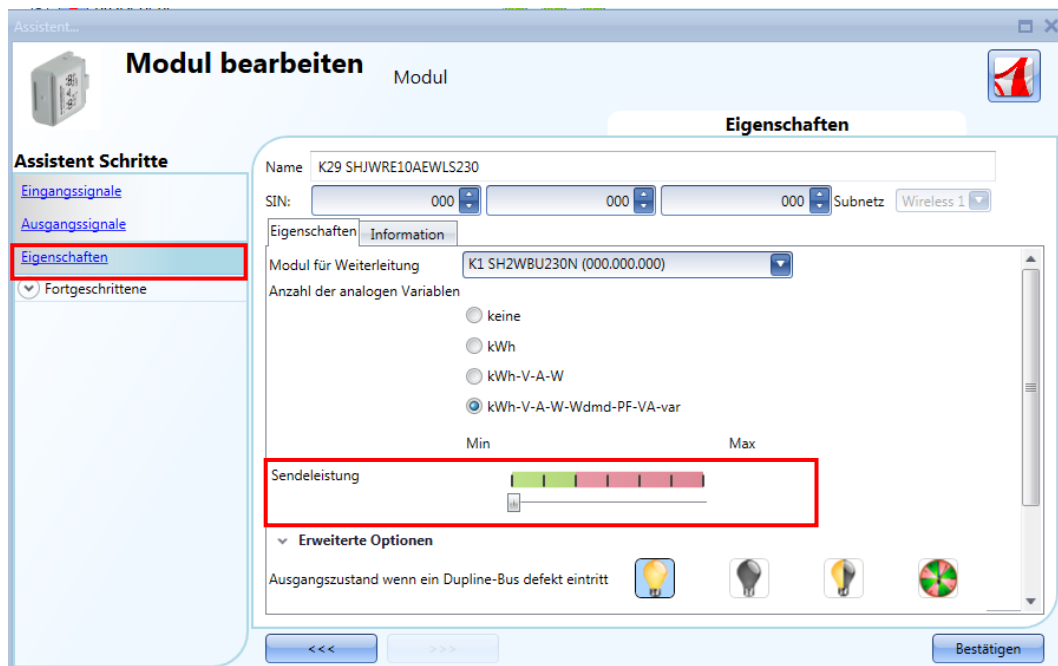 Assistent...
Modul bearbeiten Modul
Eigenschaften
Assistent Schritte
Eingangssignale
Ausgangssignale
Eigenschaften
Fortgeschrittene
Name K29 SHJWRE10AEWLS230
SIN: 000 000 000 Subnetz Wireless 1
Eigenschaften Information
Modul für Weiterleitung K1 SH2WBU230N (000.000.000)
Anzahl der analogen Variablen
keine
kWh
kWh-V-A-W
kWh-V-A-W-Wdmd-PF-VA-var
Min Max
Sendeleistung
Erweiterte Optionen
Ausgangszustand wenn ein Dupline-Bus defekt eintritt
<<< >>> Bestätigen